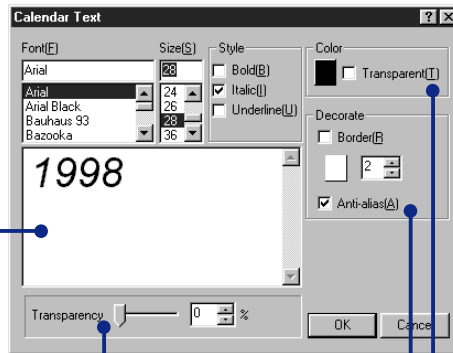 Calendar Text
Font(F) Size(S) Style Color
Arial 28 Bold(B) Transparent(T)
Arial 24 Italic(I)
Arial Black 26 Underline(U) Decorate
Bauhaus 93 28 Border(R
Bazooka 36 2
1998 Anti-alias(A)
Transparency 0 % OK Cancel